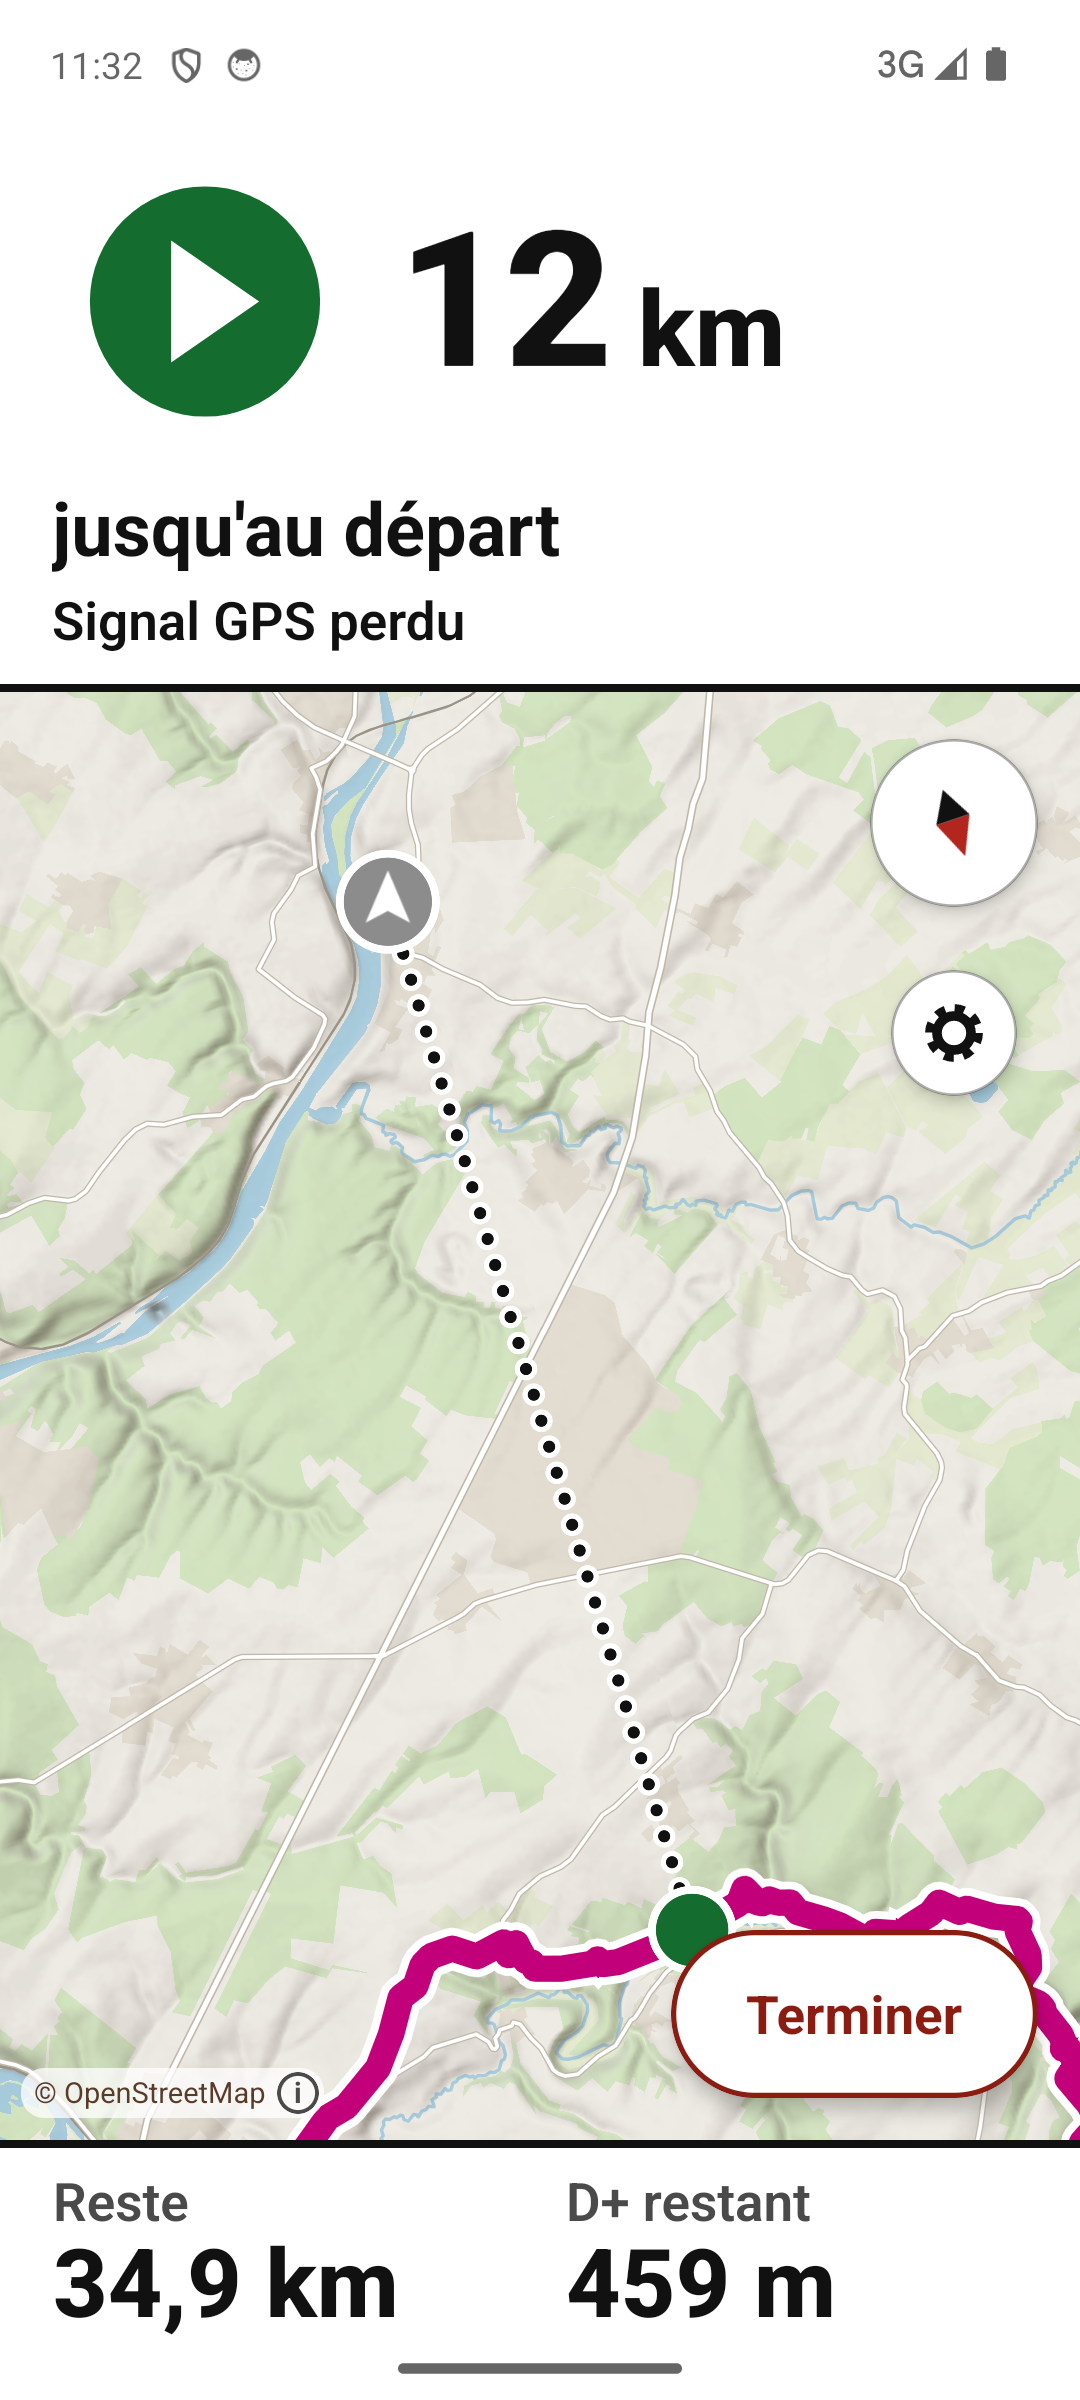 11:32
3G
12 km
jusqu'au départ
Signal GPS perdu
Terminer
© OpenStreetMap
Reste
D+ restant
34,9 km
459 m